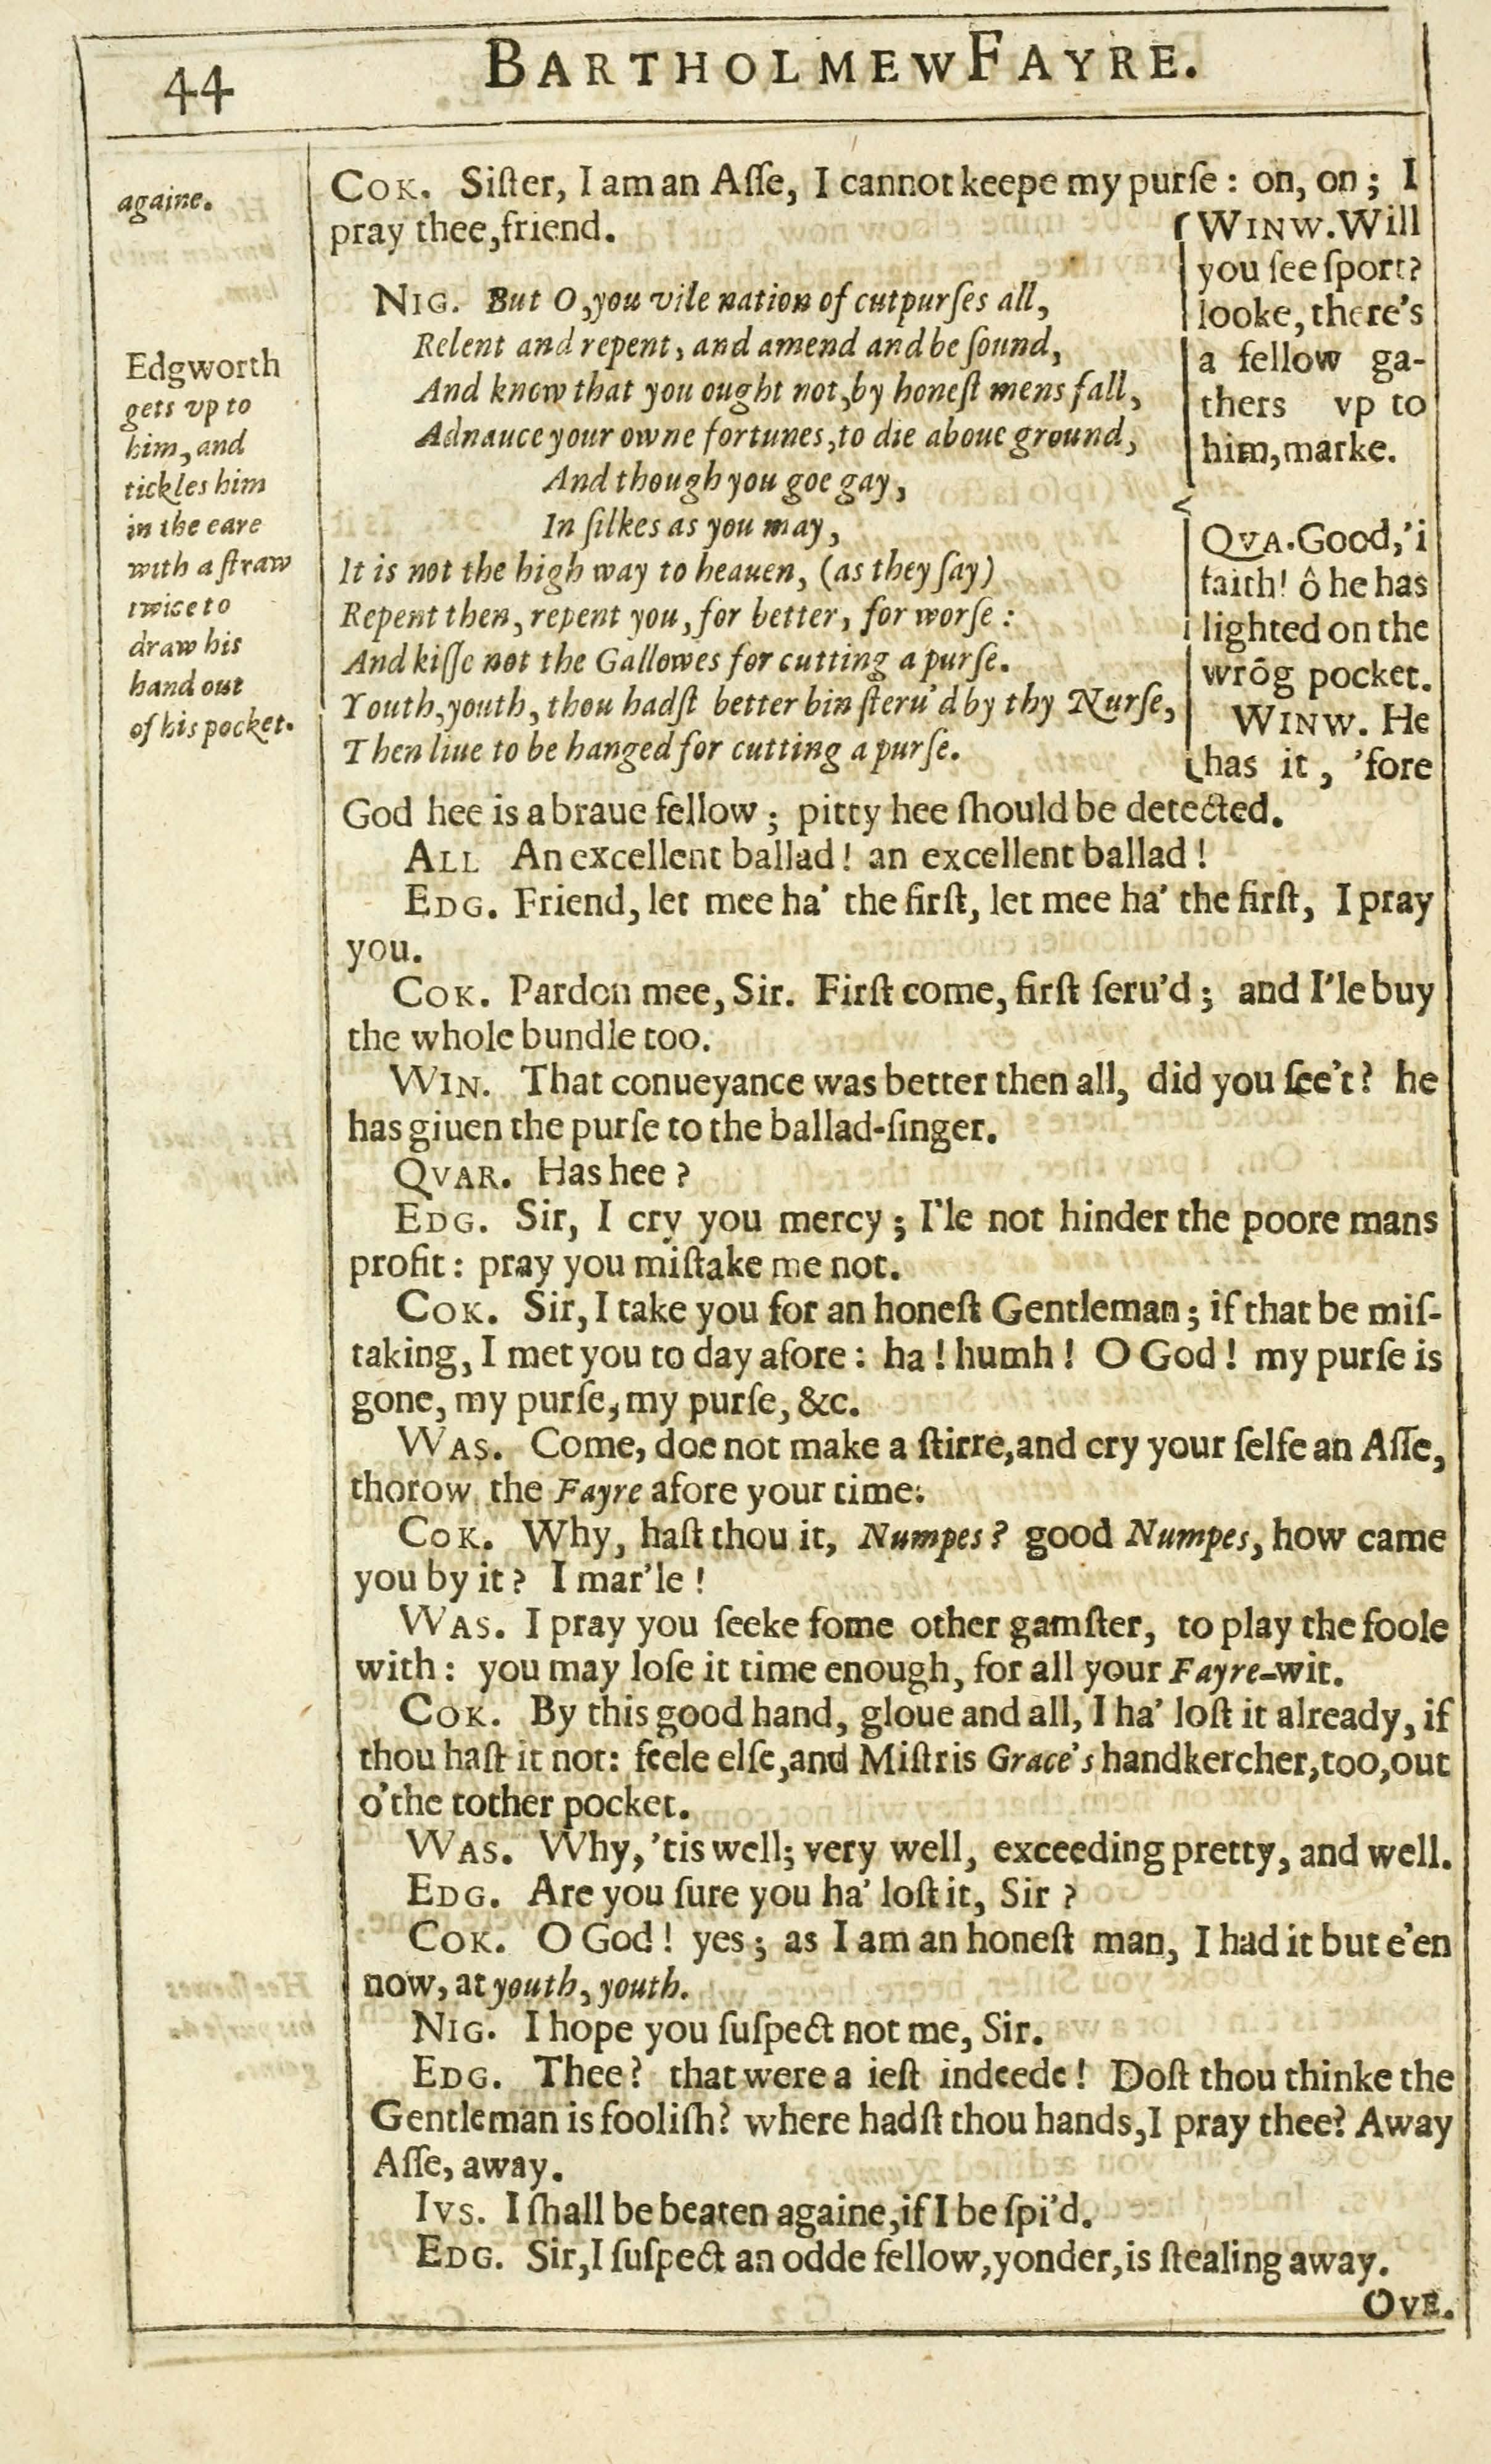 44
BARTHOLMEW FAYRE.
againe.
Edgworth
gets vp to
him, and
tickles him
in the eare
with a ſtraw
twice to
draw his
hand out
of his pocket.
COK. Siſter, I am an Aſſe, I cannot keepe my purſe: on, on; I
pray thee, friend.
NIG. But O, you vile nation of cutpurſes all,
Relent and repent, and amend and be ſound,
And know that you ought not, by honeſt mens fall,
Adnauce your owne fortunes, to die aboue ground,
And though you goe gay,
In ſilkes as you may,
It is not the high way to heauen, (as they ſay)
Repent then, repent you, for better, for worſe:
And kiſſe not the Gallowes for cutting a purſe.
Youth, youth, thou hadſt better bin ſteru'd by thy Nurſe,
Then liue to be hanged for cutting a purſe.
WINW. Will
you ſee ſport?
looke, there's
a fellow ga-
thers vp to
him, marke.
QVA. Good, 'i
faith! ô he has
lighted on the
wrõg pocket.
WINW. He
has it, 'fore
God hee is a braue fellow; pitty hee ſhould be detected.
ALL An excellent ballad! an excellent ballad!
EDG. Friend, let mee ha' the firſt, let mee ha' the firſt, I pray
you.
COK. Pardon mee, Sir. Firſt come, firſt ſeru'd; and I'le buy
the whole bundle too.
WIN. That conueyance was better then all, did you ſee't? he
has giuen the purſe to the ballad-ſinger.
QVAR. Has hee?
EDG. Sir, I cry you mercy; I'le not hinder the poore mans
profit: pray you miſtake me not.
COK. Sir, I take you for an honeſt Gentleman; if that be miſ-
taking, I met you to day afore: ha! humh! O God! my purſe is
gone, my purſe, my purſe, &c.
WAS. Come, doe not make a ſtirre, and cry your ſelfe an Aſſe,
thorow the Fayre afore your time.
COK. Why, haſt thou it, Numpes? good Numpes, how came
you by it? I mar'le!
WAS. I pray you ſeeke ſome other gamſter, to play the foole
with: you may loſe it time enough, for all your Fayre-wit.
COK. By this good hand, gloue and all, I ha' loſt it already, if
thou haſt it not: feele elſe, and Miſtris Grace's handkercher, too, out
o'the tother pocket.
WAS. Why, 'tis well; very well, exceeding pretty, and well.
EDG. Are you ſure you ha' loſt it, Sir?
COK. O God! yes; as I am an honeſt man, I had it but e'en
now, at youth, youth.
NIG. I hope you ſuſpect not me, Sir.
EDG. Thee? that were a ieſt indeede! Doſt thou thinke the
Gentleman is fooliſh? where hadſt thou hands, I pray thee? Away
Aſſe, away.
IVS. I ſhall be beaten againe, if I be ſpi'd.
EDG. Sir, I ſuſpect an odde fellow, yonder, is ſtealing away.
OVE.